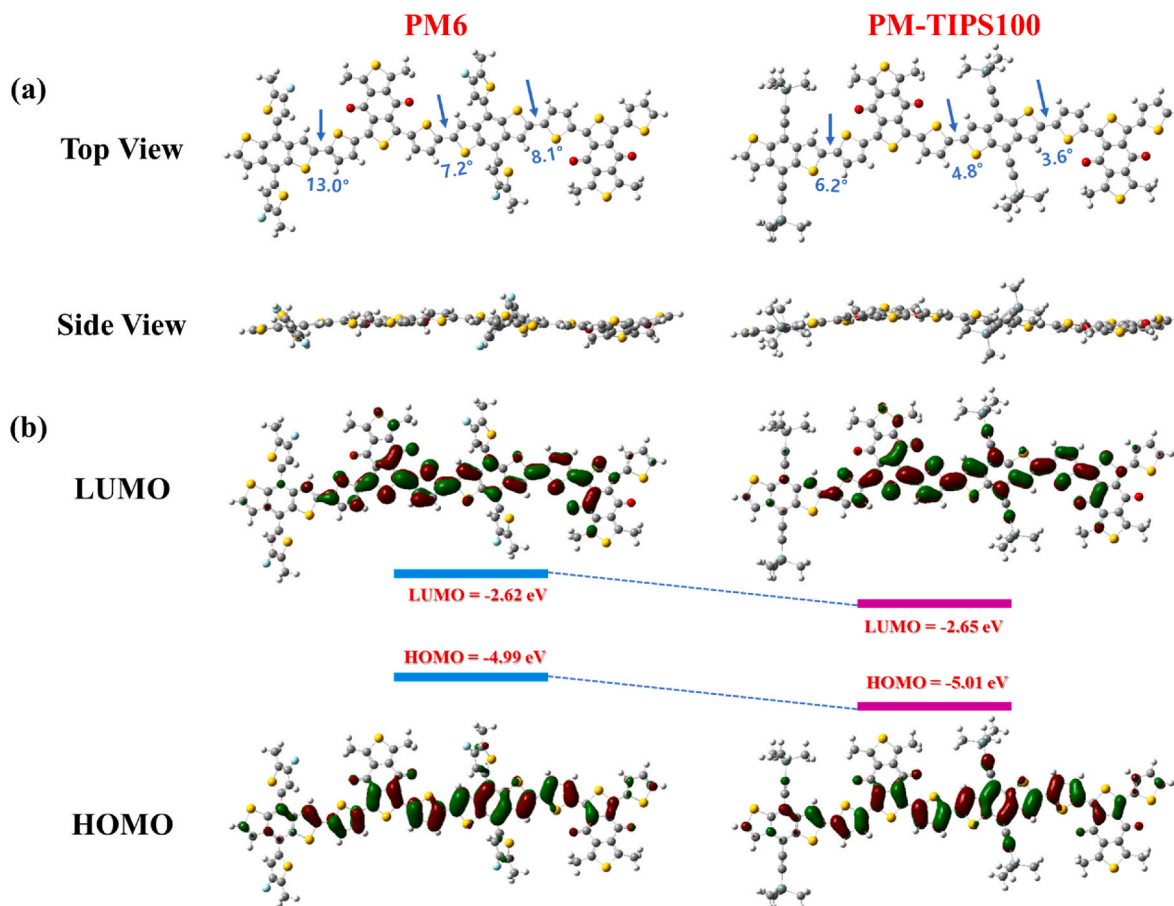 PM6
PM-TIPS100
(a)
Top View
13.0°
7.2°
8.1°
6.2°
4.8°
3.6°
Side View
(b)
LUMO
LUMO = -2.62 eV
LUMO = -2.65 eV
HOMO = -4.99 eV
HOMO = -5.01 eV
HOMO